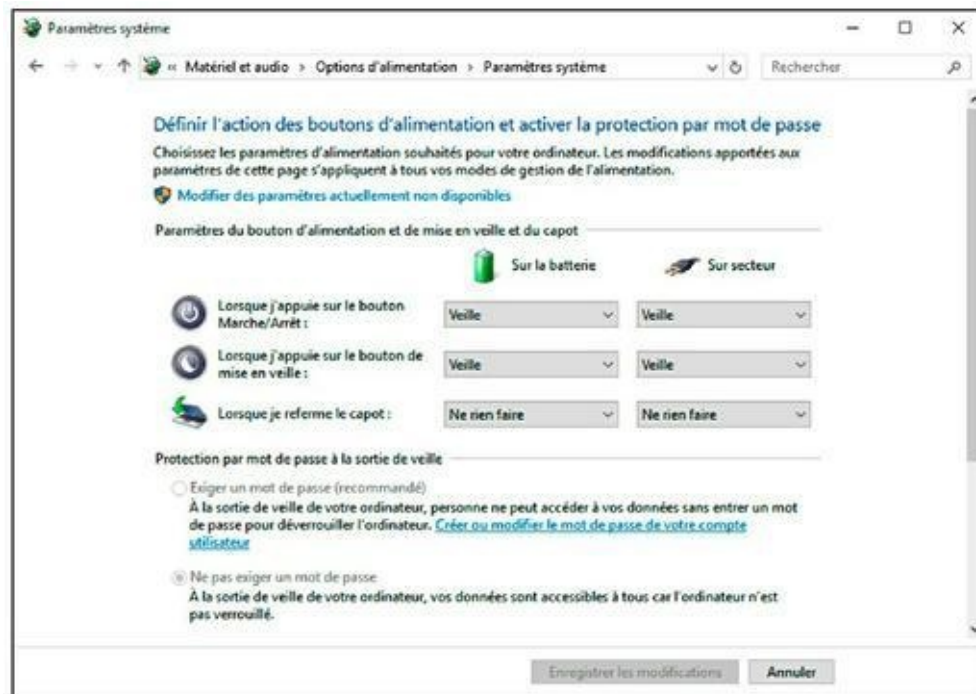 Paramètres système
« Matériel et audio > Options d'alimentation > Paramètres système
Rechercher
Définir l'action des boutons d'alimentation et activer la protection par mot de passe
Choisissez les paramètres d'alimentation souhaités pour votre ordinateur. Les modifications apportées aux
paramètres de cette page s'appliquent à tous vos modes de gestion de l'alimentation.
Modifier des paramètres actuellement non disponibles
Paramètres du bouton d'alimentation et de mise en veille et du capot
Sur la batterie Sur secteur
Lorsque j'appuie sur le bouton
Marche/Arrêt : Veille Veille
Lorsque j'appuie sur le bouton de
mise en veille : Veille Veille
Lorsque je referme le capot : Ne rien faire Ne rien faire
Protection par mot de passe à la sortie de veille
Exiger un mot de passe (recommandé)
À la sortie de veille de votre ordinateur, personne ne peut accéder à vos données sans entrer un mot
de passe pour déverrouiller l'ordinateur. Créer ou modifier le mot de passe de votre compte
utilisateur
Ne pas exiger un mot de passe
À la sortie de veille de votre ordinateur, vos données sont accessibles à tous car l'ordinateur n'est
pas verrouillé.
Enregistrer les modifications Annuler